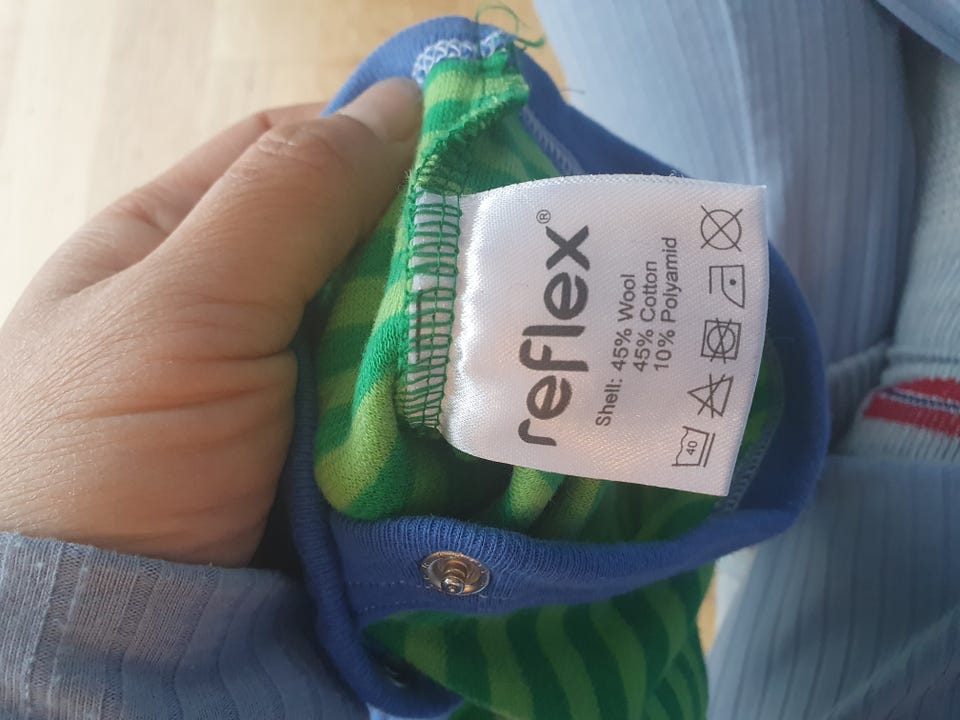 reflex®
Shell: 45% Wool
45% Cotton
10% Polyamid
40